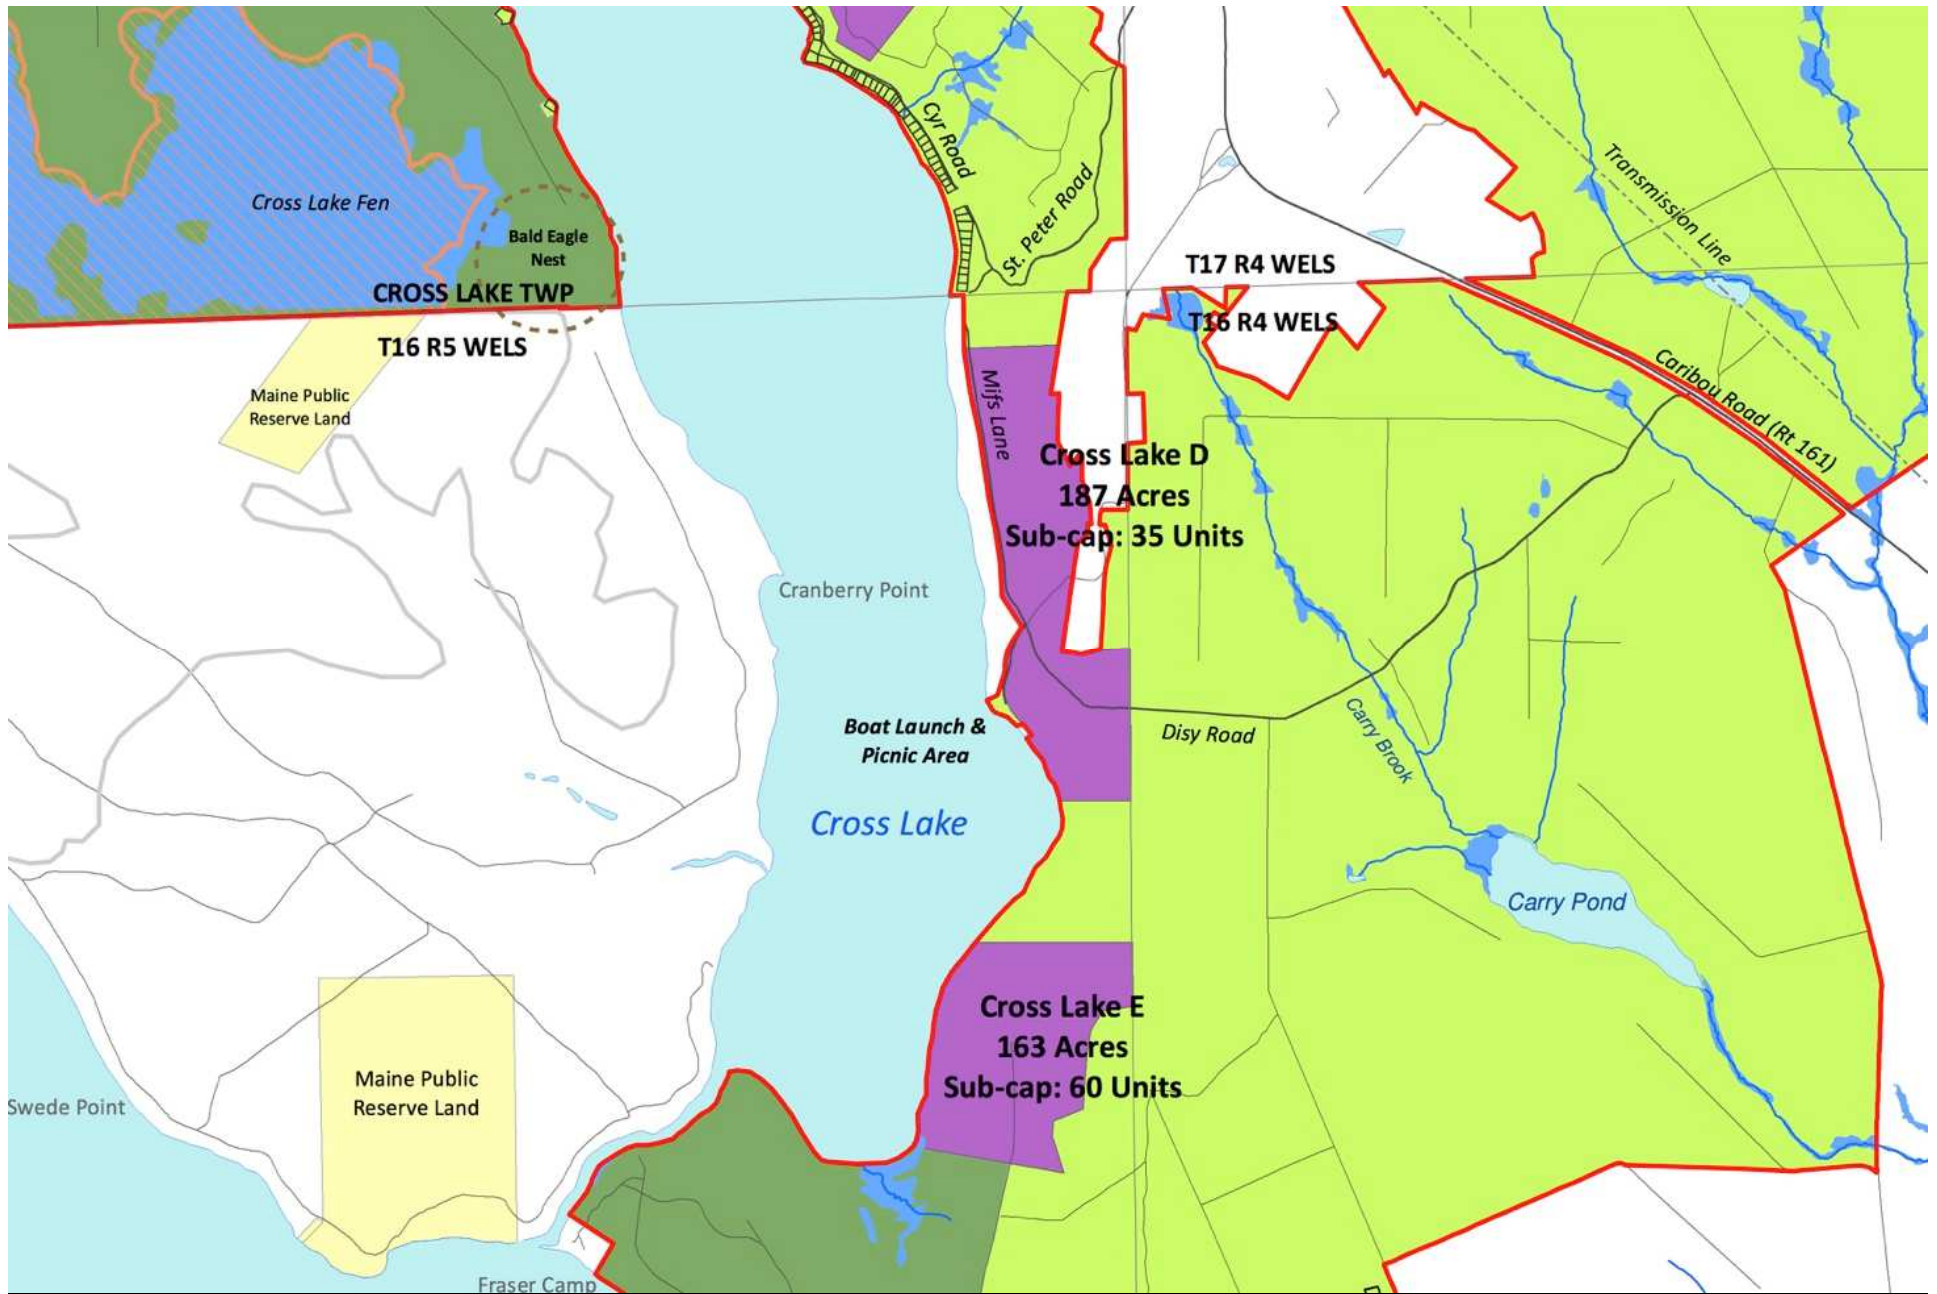 Cyr Road
Cross Lake Fen
St. Peter Road
Transmission Line
Bald Eagle
Nest
T17 R4 WELS
CROSS LAKE TWP
T16 R4 WELS
T16 R5 WELS
Maine Public
Reserve Land
Mifs Lane
Caribou Road (Rt 161)
Cross Lake D
187 Acres
Sub-cap: 35 Units
Cranberry Point
Boat Launch &
Picnic Area
Disy Road
Carry Brook
Cross Lake
Carry Pond
Cross Lake E
163 Acres
Sub-cap: 60 Units
Maine Public
Reserve Land
Swede Point
Fraser Camp